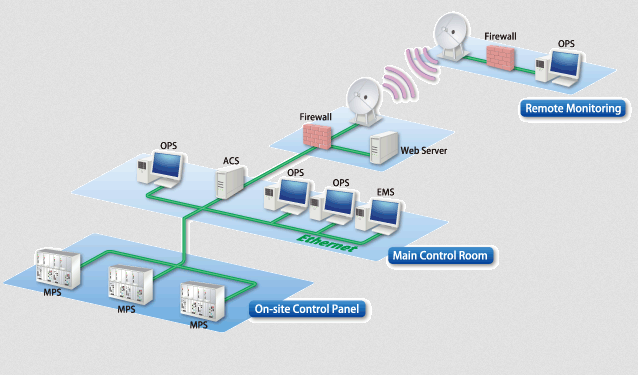 Firewall
OPS
Remote Monitoring
Firewall
Web Server
OPS
ACS
OPS
OPS
EMS
Ethernet
Main Control Room
MPS
MPS
MPS
On-site Control Panel